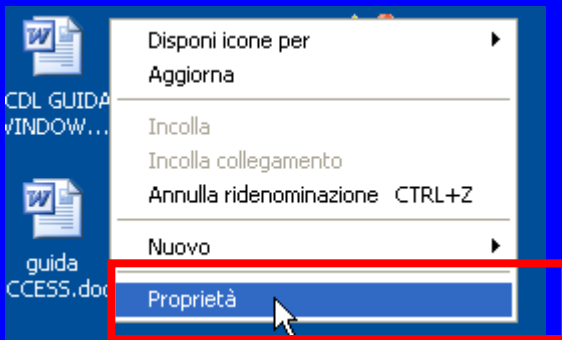 Disponi icone per
Aggiorna
Incolla
Incolla collegamento
Annulla ridenominazione CTRL+Z
Nuovo
Proprietà
CDL GUIDA
WINDOW...
guida
CCESS.doc